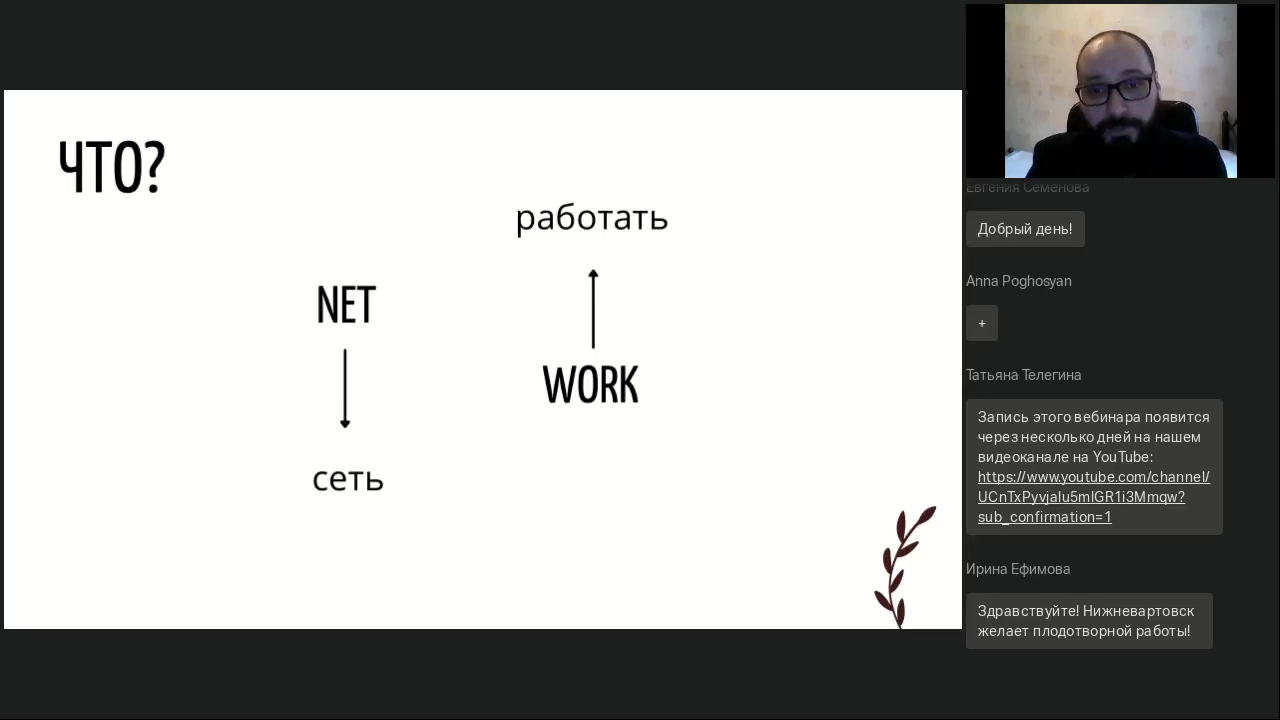 ЧТО?
работать
NET
WORK
сеть
Евгения Семенова
Добрый день!
Anna Poghosyan
+
Татьяна Телегина
Запись этого вебинара появится
через несколько дней на нашем
видеоканале на YouTube:
https://www.youtube.com/channel/
UCnTxPyvjalu5mlGR1i3Mmqw?
sub_confirmation=1
Ирина Ефимова
Здравствуйте! Нижневартовск
желает плодотворной работы!